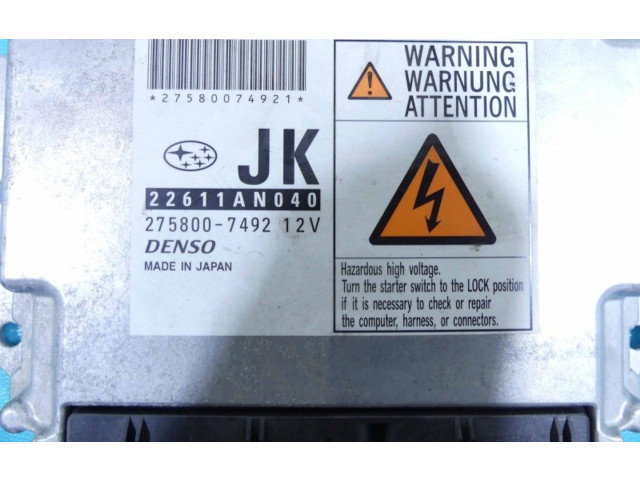 *27580074921*
JK
22611AN040
275800-7492 12V
DENSO
MADE IN JAPAN
WARNING
WARNUNG
ATTENTION
Hazardous high voltage.
Turn the starter switch to the LOCK position
if it is necessary to check or repair
the computer, harness, or connectors.